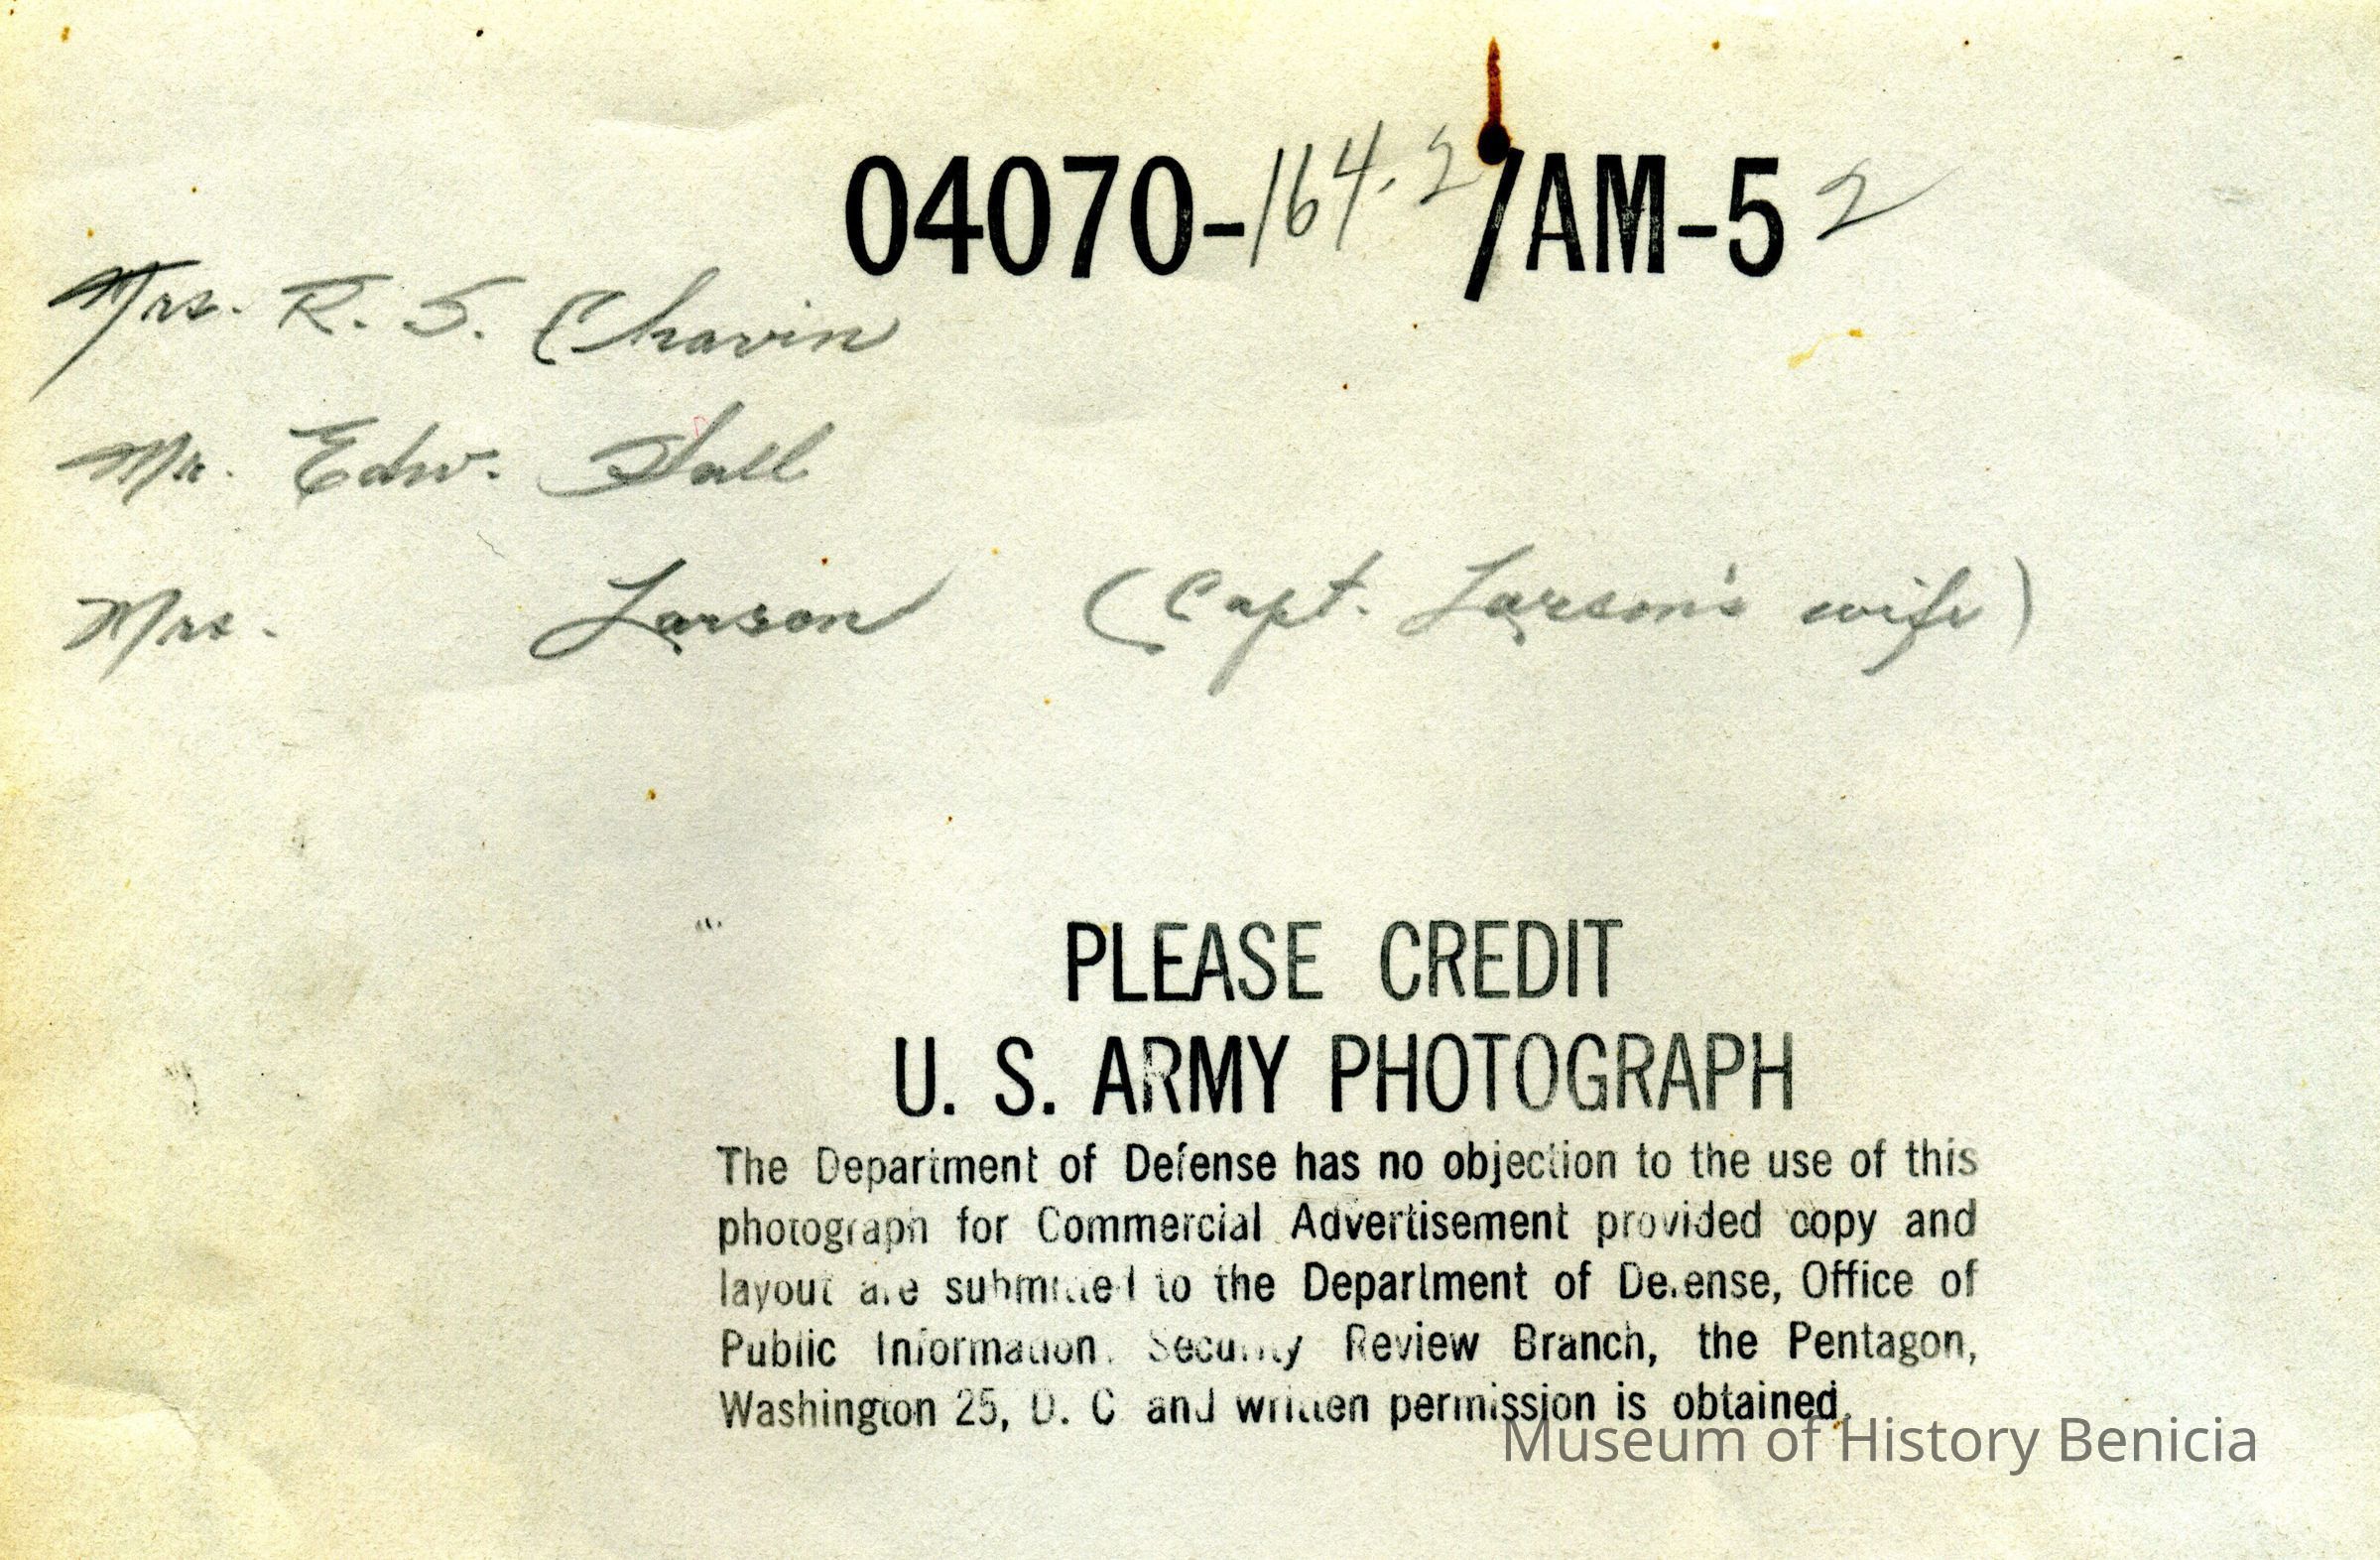 04070-164.2/AM-52
Mrs. R. S. Chavin
Mr. Edw. Hall
Mrs. Larson (Capt. Larson's wife)
PLEASE CREDIT
U. S. ARMY PHOTOGRAPH
The Department of Defense has no objection to the use of this
photograph for Commercial Advertisement provided copy and
layout are submitted to the Department of Defense, Office of
Public Information, Security Review Branch, the Pentagon,
Washington 25, D. C. and written permission is obtained.
Museum of History Benicia